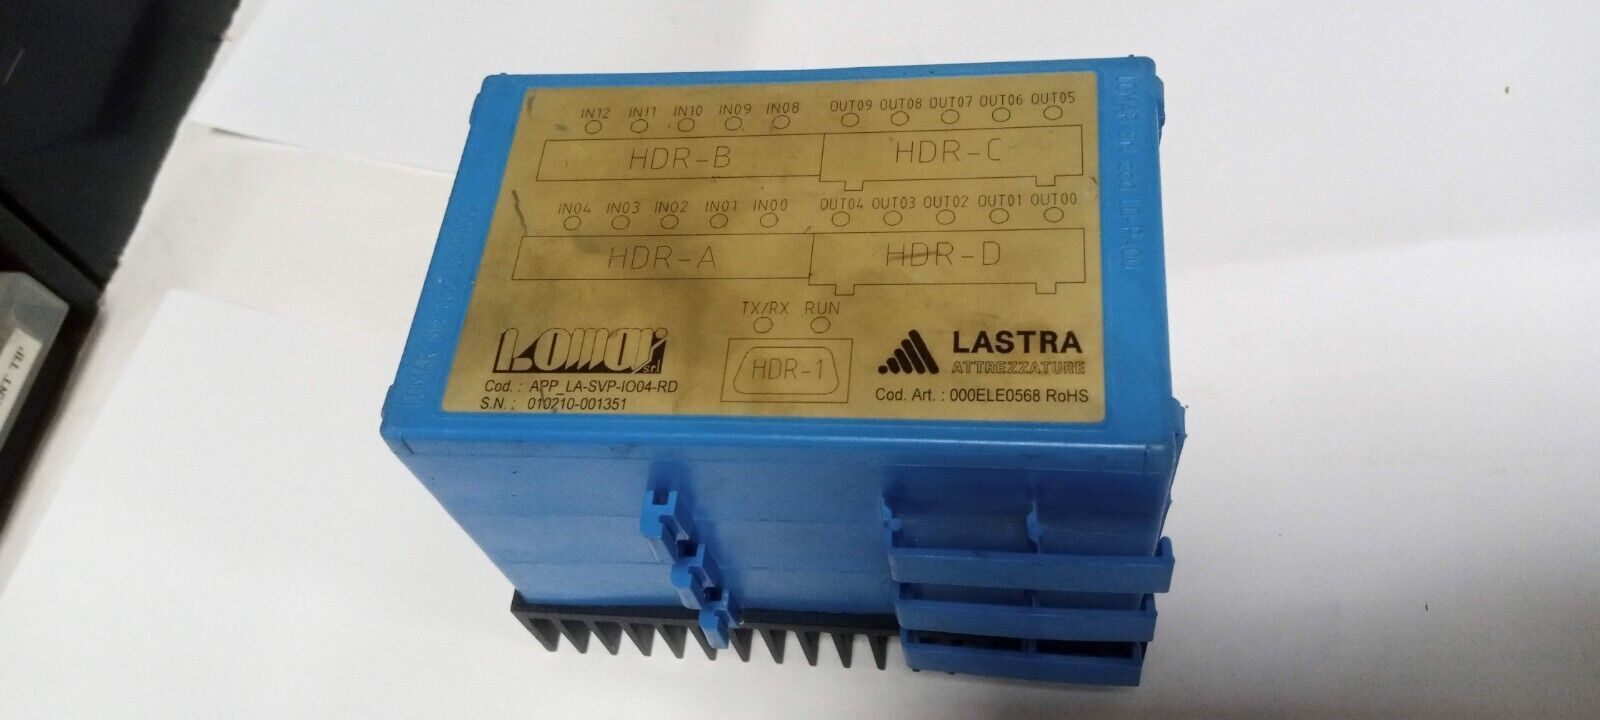 IN12 IN11 IN10 IN09 IN08 OUT09 OUT08 OUT07 OUT06 OUT05
HDR-B HDR-C
IN04 IN03 IN02 IN01 IN00 OUT04 OUT03 OUT02 OUT01 OUT00
HDR-A HDR-D
TX/RX RUN
HDR-1
Lomar srl
Cod. : APP_LA-SVP-IO04-RD
S.N. : 010210-001351
LASTRA
ATTREZZATURE
Cod. Art. : 000ELE0568 RoHS